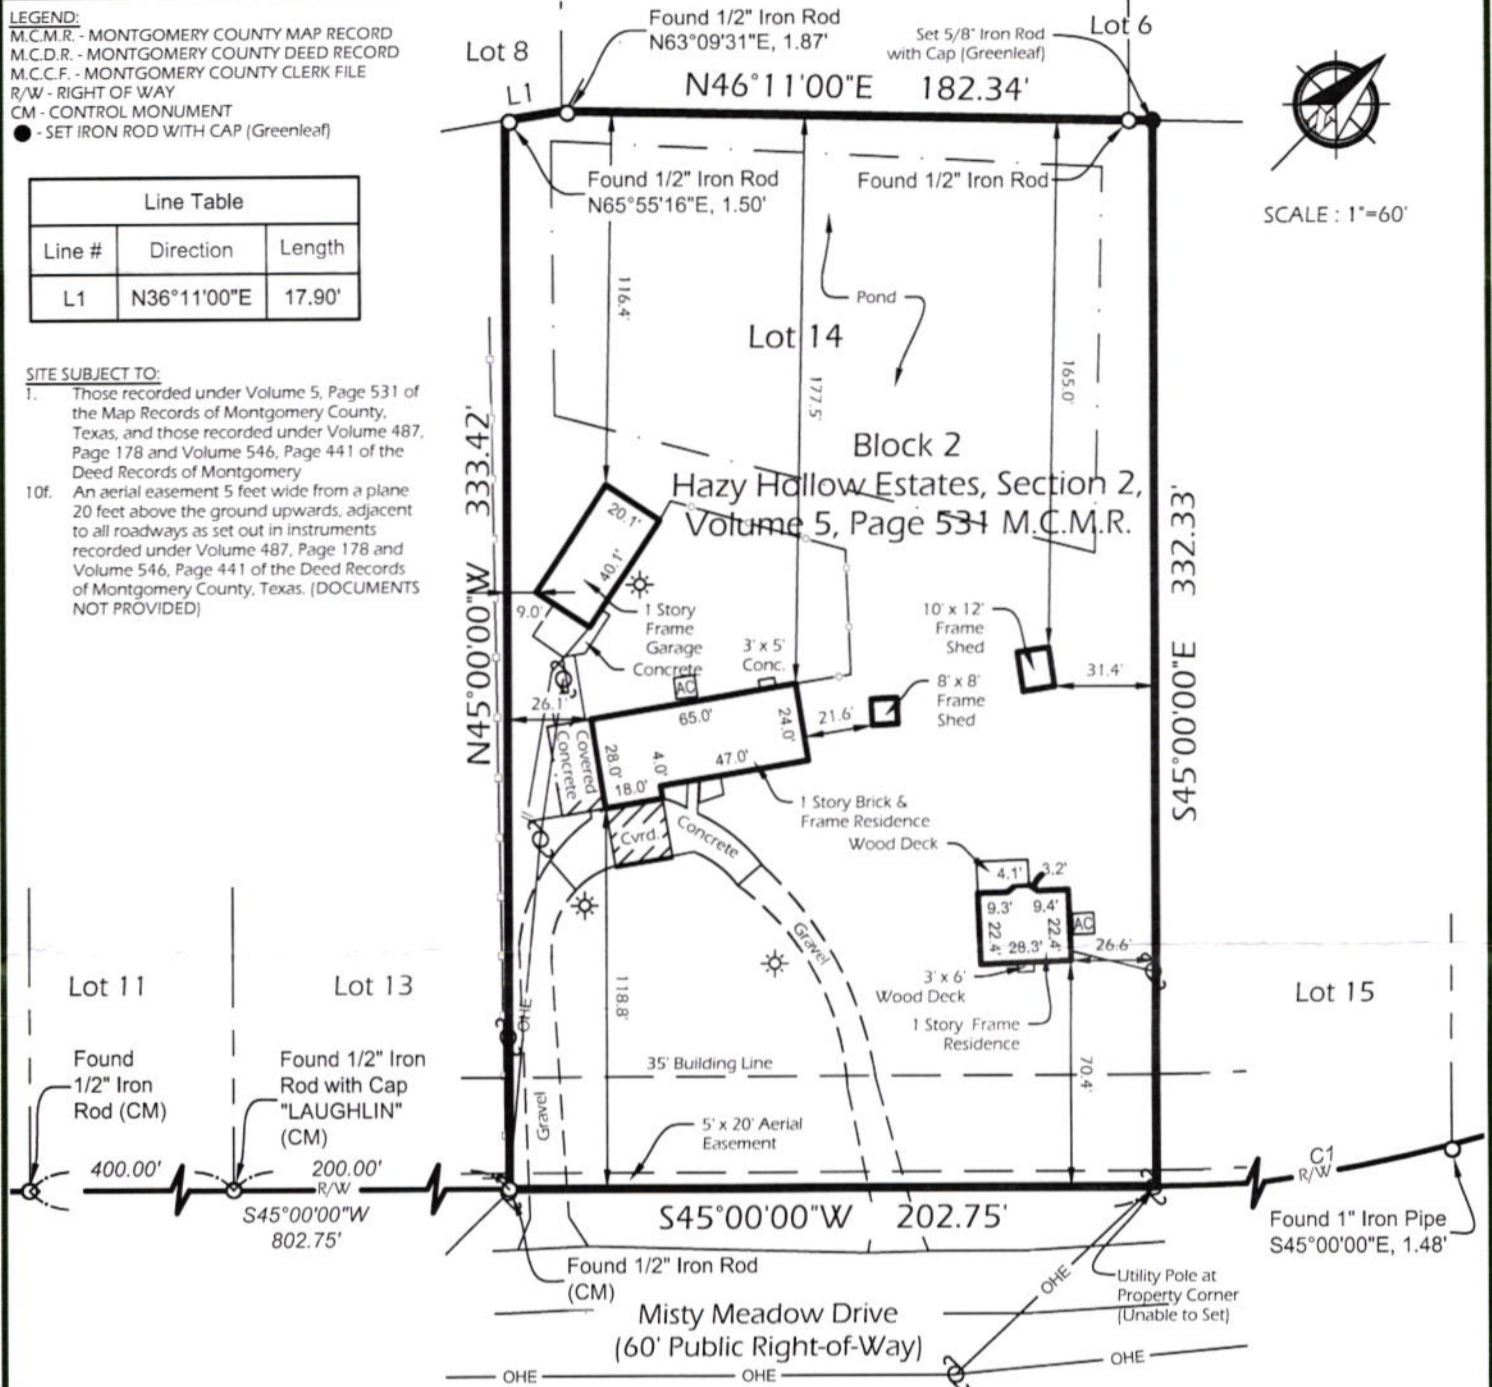 LEGEND:
M.C.M.R. - MONTGOMERY COUNTY MAP RECORD
M.C.D.R. - MONTGOMERY COUNTY DEED RECORD
M.C.C.F. - MONTGOMERY COUNTY CLERK FILE
R/W - RIGHT OF WAY
CM - CONTROL MONUMENT
- SET IRON ROD WITH CAP (Greenleaf)
Line Table
Line # Direction Length
L1 N36°11'00"E 17.90'
SITE SUBJECT TO:
1. Those recorded under Volume 5, Page 531 of
the Map Records of Montgomery County,
Texas, and those recorded under Volume 487,
Page 178 and Volume 546, Page 441 of the
Deed Records of Montgomery
10f. An aerial easement 5 feet wide from a plane
20 feet above the ground upwards, adjacent
to all roadways as set out in instruments
recorded under Volume 487, Page 178 and
Volume 546, Page 441 of the Deed Records
of Montgomery County, Texas. (DOCUMENTS
NOT PROVIDED)
Lot 8
Found 1/2" Iron Rod
N63°09'31"E, 1.87'
Set 5/8" Iron Rod
with Cap (Greenleaf)
Lot 6
L1
N46°11'00"E 182.34'
Found 1/2" Iron Rod
N65°55'16"E, 1.50'
Found 1/2" Iron Rod
SCALE : 1"=60'
116.4'
Pond
Lot 14
177.5'
165.0'
Block 2
Hazy Hollow Estates, Section 2,
Volume 5, Page 531 M.C.M.R.
N45°00'00"W 333.42'
S45°00'00"E 332.33'
20.1'
40.1'
9.0'
1 Story
Frame
Garage
Concrete
3' x 5'
Conc.
10' x 12'
Frame
Shed
31.4'
8' x 8'
Frame
Shed
AC
26.1'
65.0'
24.0'
21.6'
Covered
Concrete
28.0'
4.0'
47.0'
18.0'
1 Story Brick &
Frame Residence
Cvrd.
Concrete
Wood Deck
4.1'
3.2'
9.3'
9.4'
22.4'
22.4'
28.3'
AC
26.6'
Gravel
3' x 6'
Wood Deck
1 Story Frame
Residence
118.8'
OHE
70.4'
35' Building Line
Gravel
5' x 20' Aerial
Easement
Lot 11
Lot 13
Lot 15
Found
1/2" Iron
Rod (CM)
Found 1/2" Iron
Rod with Cap
"LAUGHLIN"
(CM)
400.00'
200.00'
R/W
S45°00'00"W
802.75'
S45°00'00"W 202.75'
C1
R/W
Found 1" Iron Pipe
S45°00'00"E, 1.48'
Found 1/2" Iron Rod
(CM)
Utility Pole at
Property Corner
(Unable to Set)
OHE
Misty Meadow Drive
(60' Public Right-of-Way)
OHE
OHE
OHE